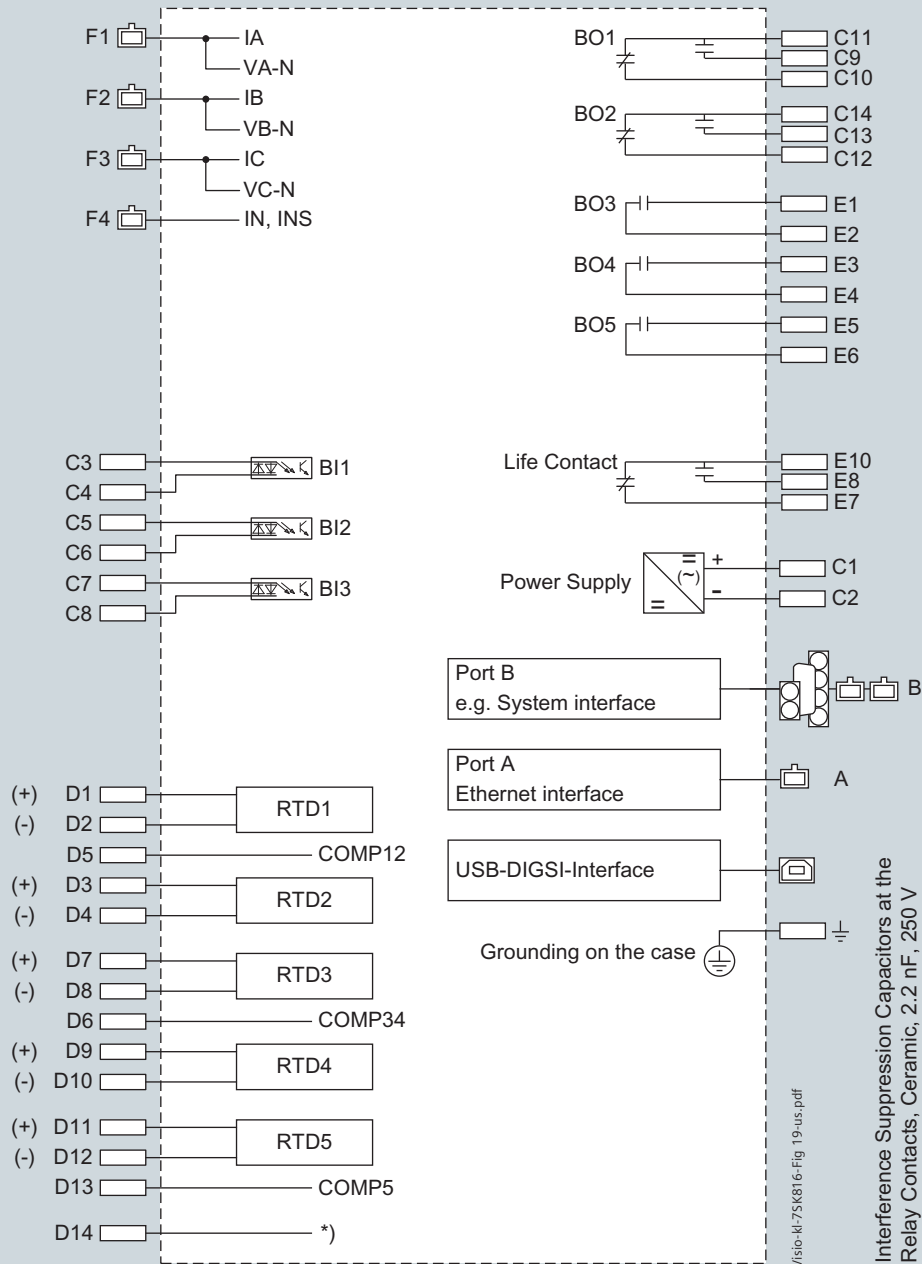 F1 IA
VA-N
F2 IB
VB-N
F3 IC
VC-N
F4 IN, INS
C3
C4
BI1
C5
C6
BI2
C7
C8
BI3
(+) D1
(-) D2
RTD1
D5 COMP12
(+) D3
(-) D4
RTD2
(+) D7
(-) D8
RTD3
D6 COMP34
(+) D9
(-) D10
RTD4
(+) D11
(-) D12
RTD5
D13 COMP5
D14 *)
BO1 C11
C9
C10
BO2 C14
C13
C12
BO3 E1
E2
BO4 E3
E4
BO5 E5
E6
Life Contact E10
E8
E7
Power Supply
= (~) =
+ C1
- C2
Port B
e.g. System interface
B
Port A
Ethernet interface
A
USB-DIGSI-Interface
Grounding on the case
Visio-kl-7SK816-Fig 19-us.pdf
Interference Suppression Capacitors at the
Relay Contacts, Ceramic, 2.2 nF, 250 V